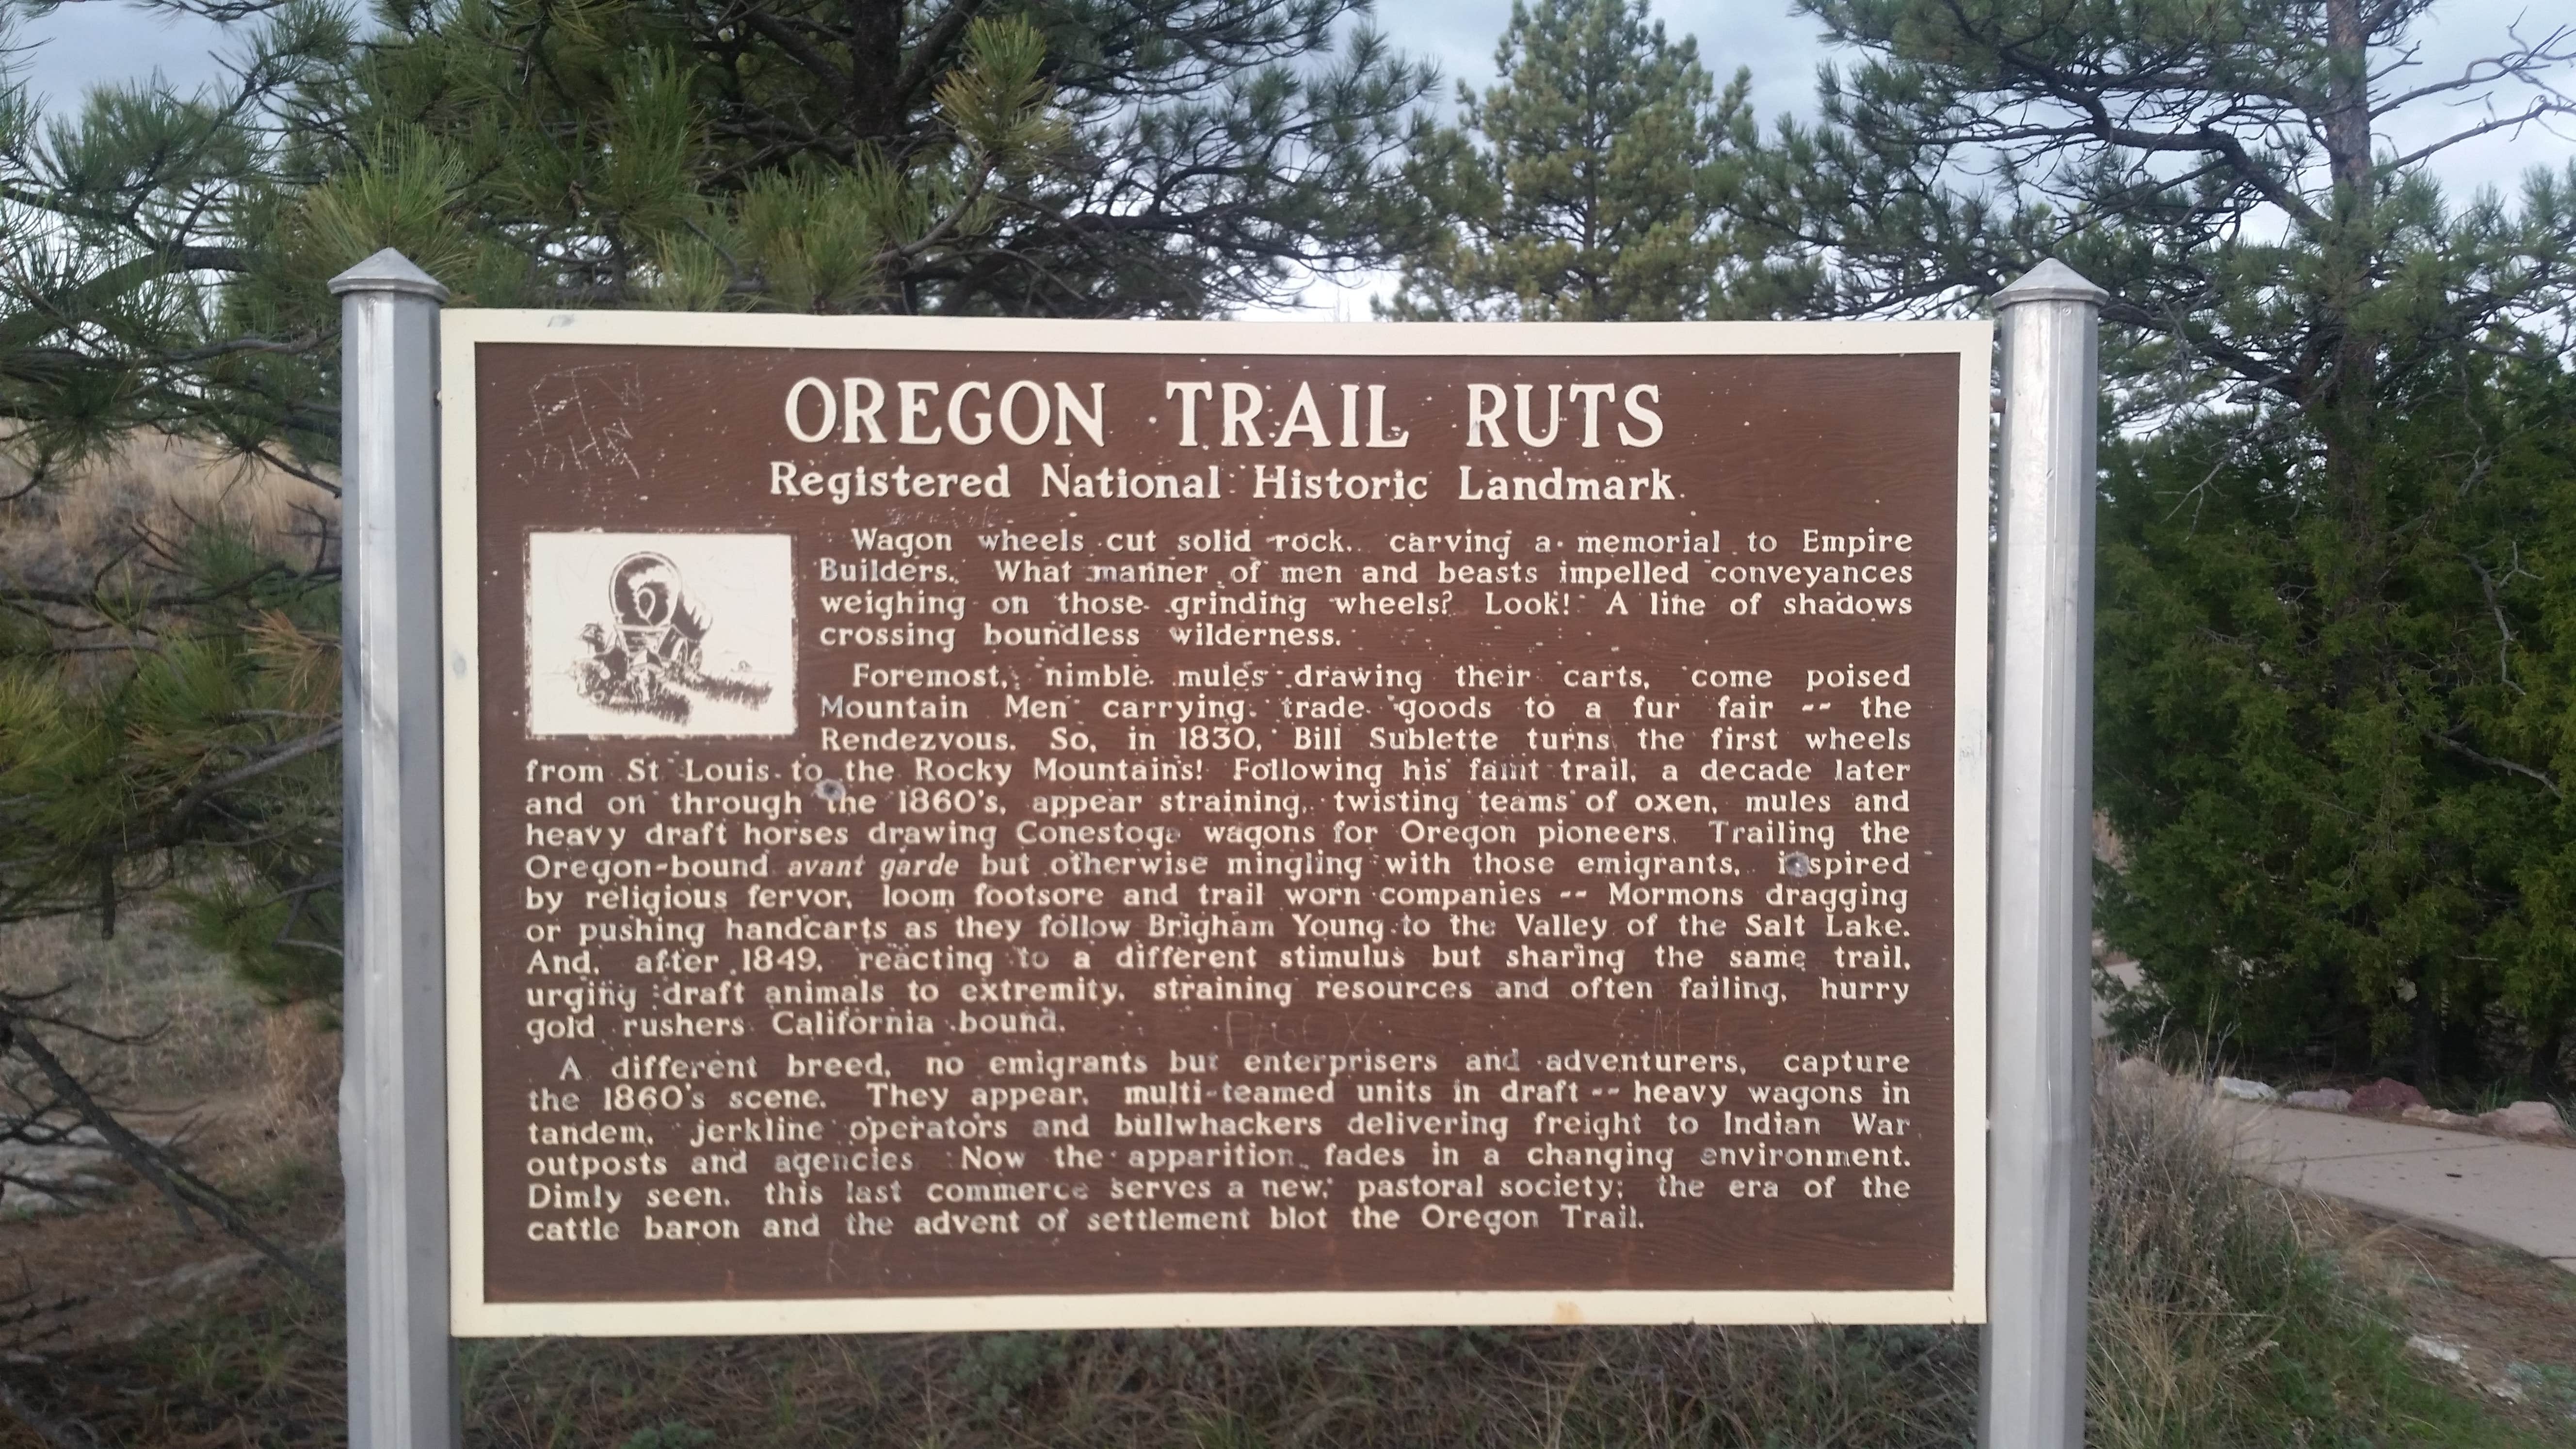 OREGON TRAIL RUTS
Registered National Historic Landmark
Wagon wheels cut solid rock, carving a memorial to Empire
Builders. What manner of men and beasts impelled conveyances
weighing on those grinding wheels? Look! A line of shadows
crossing boundless wilderness.
Foremost, nimble mules drawing their carts, come poised
Mountain Men carrying trade goods to a fur fair -- the
Rendezvous. So, in 1830, Bill Sublette turns the first wheels
from St. Louis to the Rocky Mountains! Following his faint trail, a decade later
and on through the 1860's, appear straining, twisting teams of oxen, mules and
heavy draft horses drawing Conestoga wagons for Oregon pioneers. Trailing the
Oregon-bound avant garde but otherwise mingling with those emigrants, inspired
by religious fervor, loom footsore and trail worn companies -- Mormons dragging
or pushing handcarts as they follow Brigham Young to the Valley of the Salt Lake.
And, after 1849, reacting to a different stimulus but sharing the same trail,
urging draft animals to extremity, straining resources and often failing, hurry
gold rushers California bound.
A different breed, no emigrants but enterprisers and adventurers, capture
the 1860's scene. They appear, multi-teamed units in draft -- heavy wagons in
tandem, jerkline operators and bullwhackers delivering freight to Indian War
outposts and agencies. Now the apparition fades in a changing environment.
Dimly seen, this last commerce serves a new, pastoral society; the era of the
cattle baron and the advent of settlement blot the Oregon Trail.